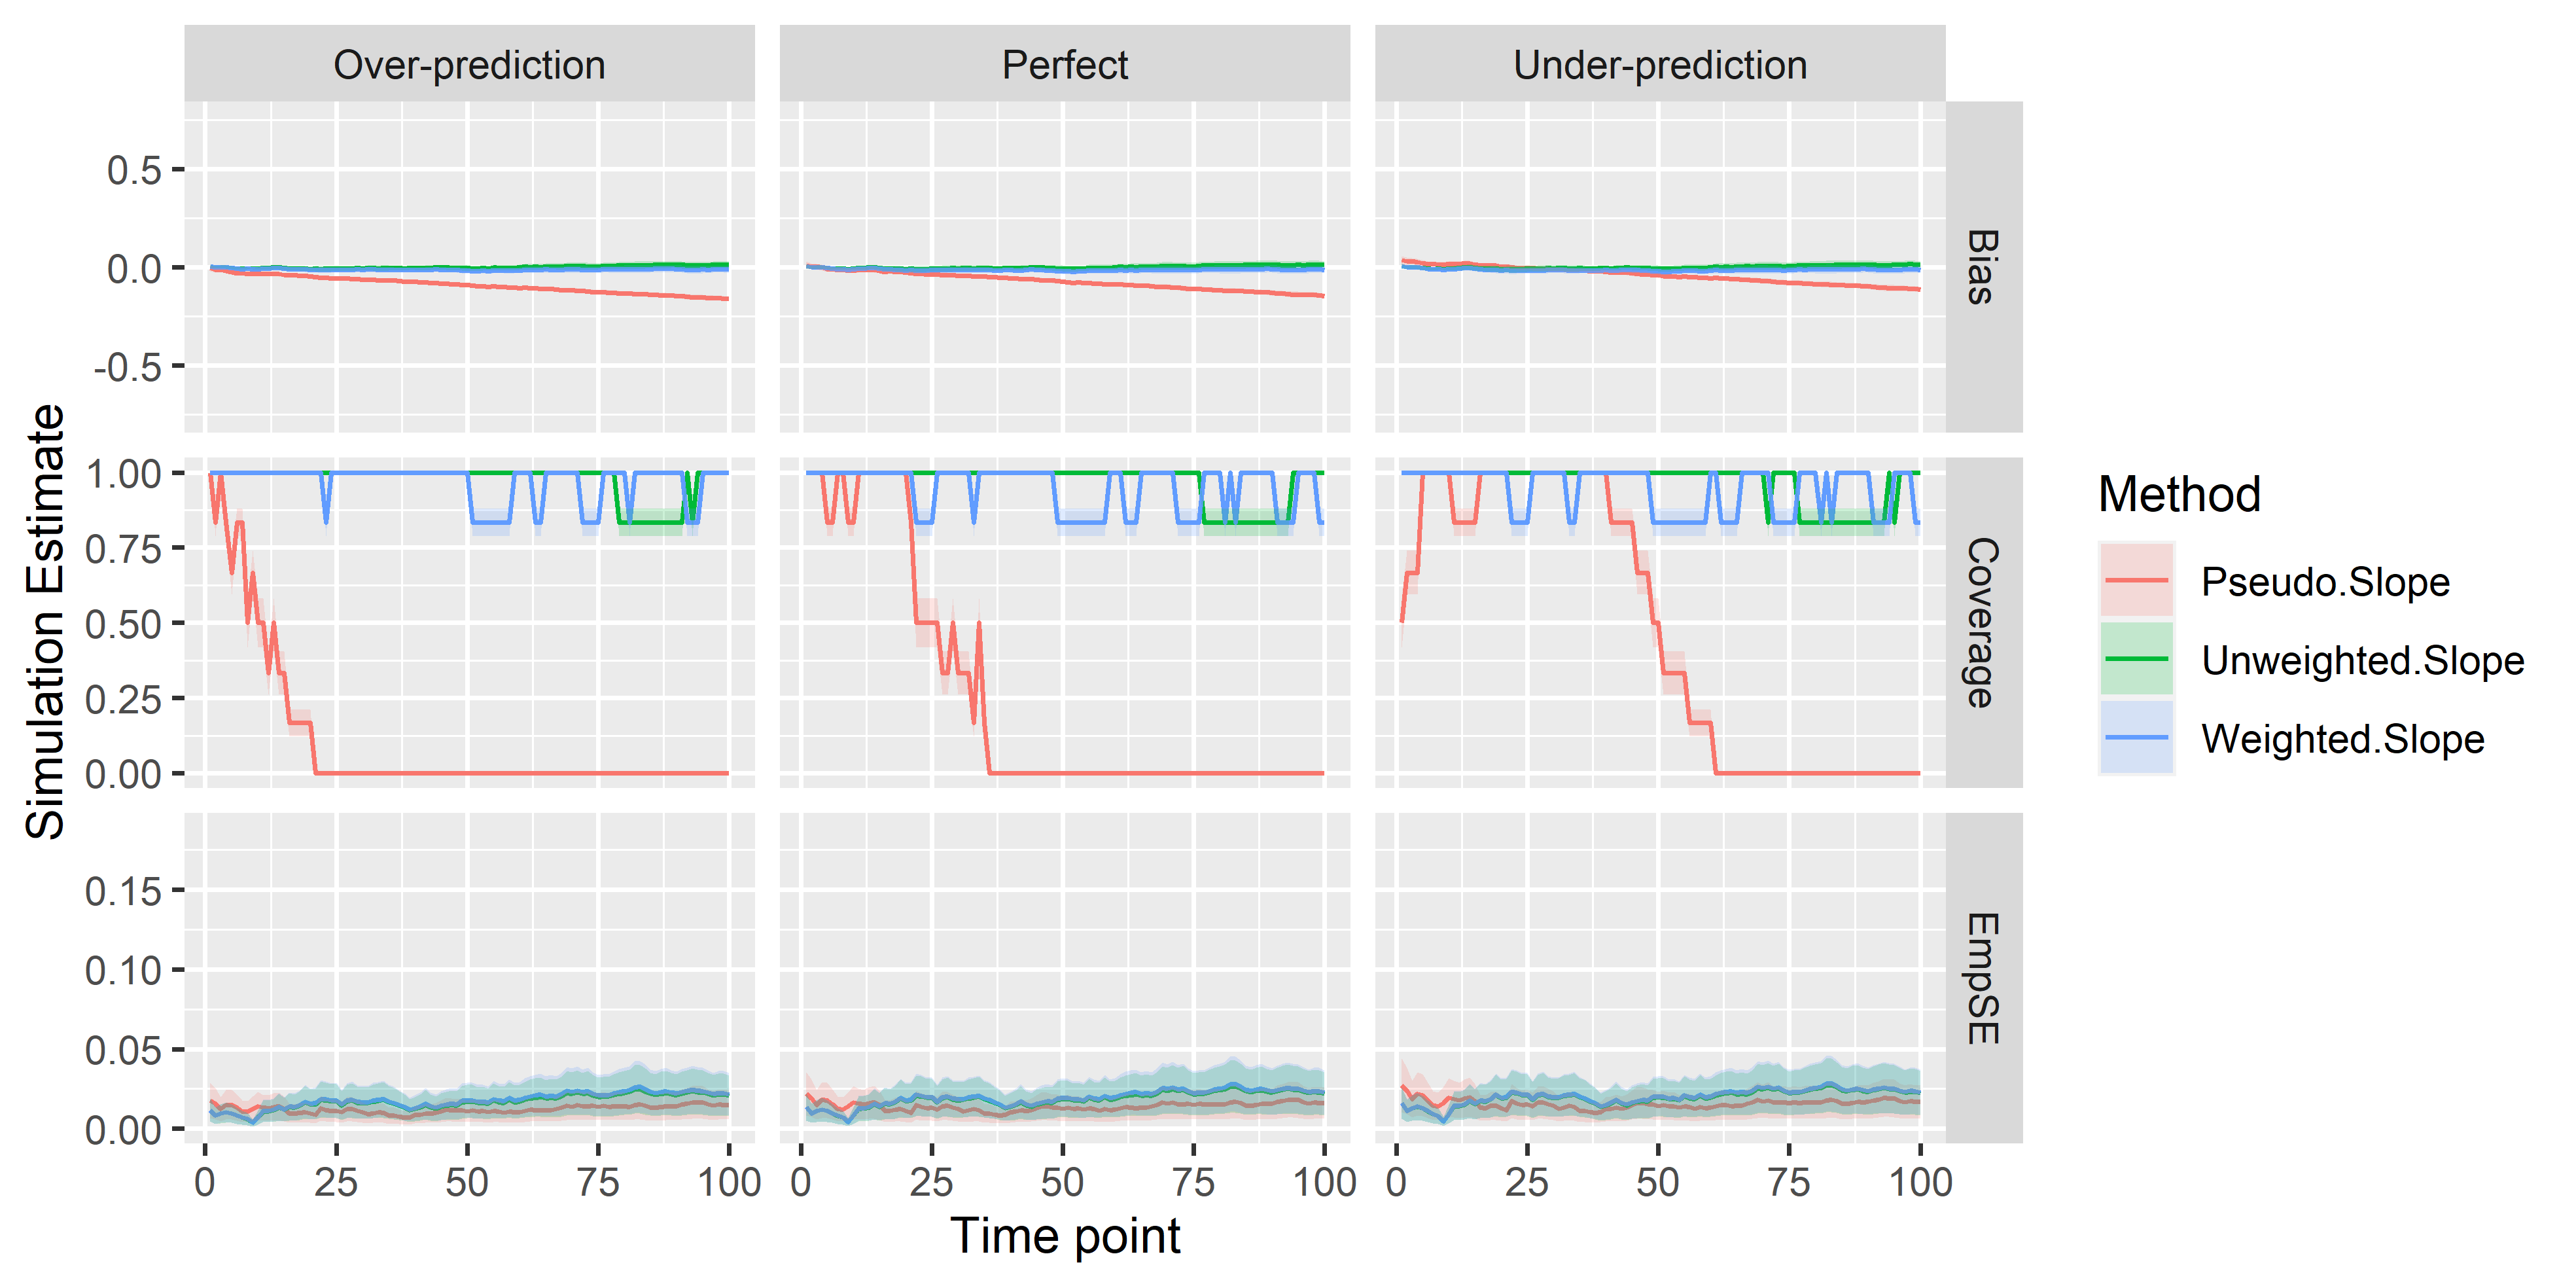 Over-prediction
Perfect
Under-prediction
Simulation Estimate
0.5
0.0
-0.5
Bias
1.00
0.75
0.50
0.25
0.00
Coverage
0.15
0.10
0.05
0.00
EmpSE
0 25 50 75 100
0 25 50 75 100
0 25 50 75 100
Time point
Method
Pseudo.Slope
Unweighted.Slope
Weighted.Slope